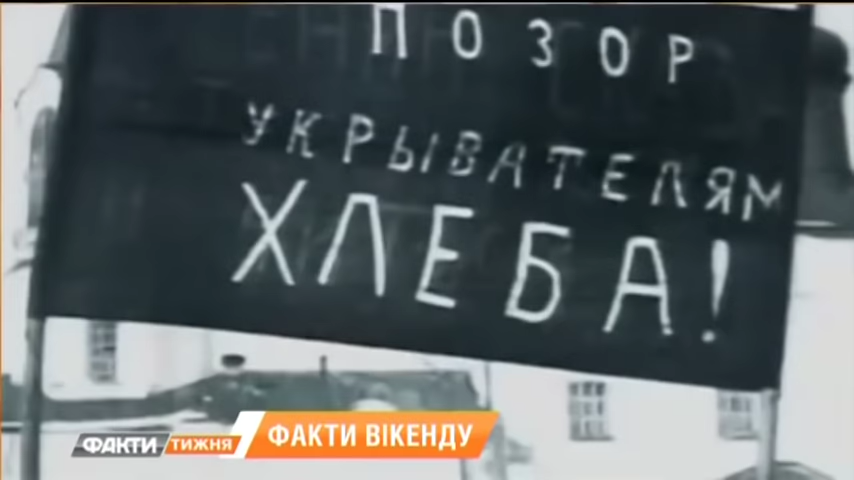 ПОЗОР
УКРЫВАТЕЛЯМ
ХЛЕБА!
ФАКТИ ТИЖНЯ
ФАКТИ ВІКЕНДУ